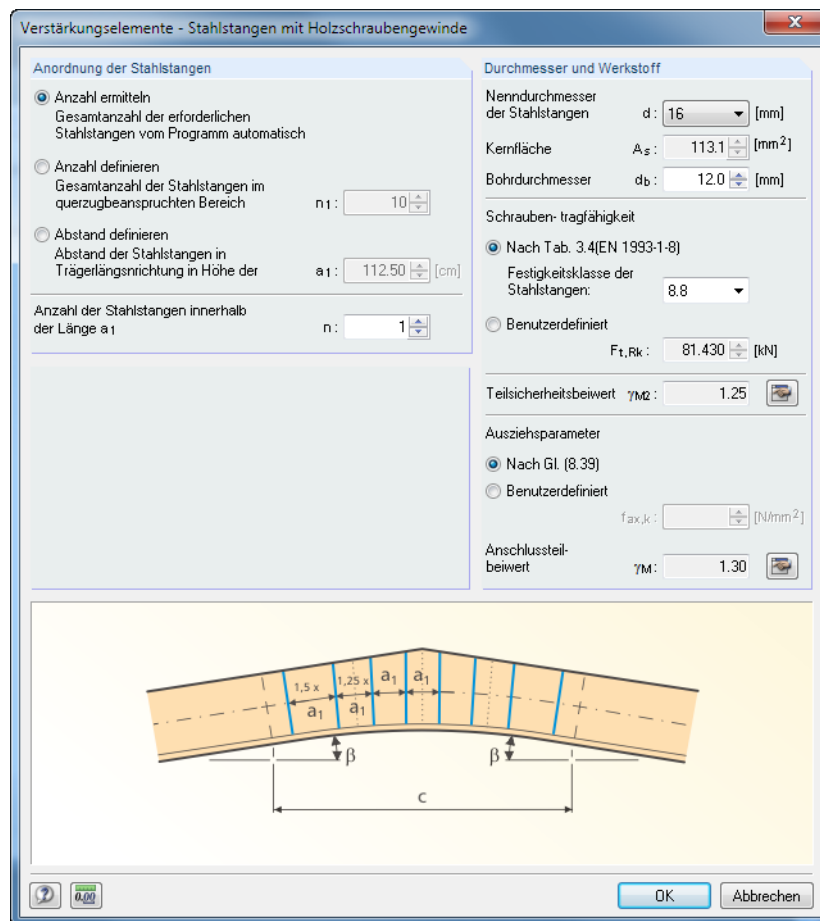 Verstärkungselemente - Stahlstangen mit Holzschraubengewinde
Anordnung der Stahlstangen
Anzahl ermitteln
Gesamtanzahl der erforderlichen
Stahlstangen vom Programm automatisch
Anzahl definieren
Gesamtanzahl der Stahlstangen im
querzugbeanspruchten Bereich n1: 10
Abstand definieren
Abstand der Stahlstangen in
Trägerlängsrichtung in Höhe der a1: 112.50 [cm]
Anzahl der Stahlstangen innerhalb
der Länge a1 n: 1
Durchmesser und Werkstoff
Nenndurchmesser
der Stahlstangen d: 16 [mm]
Kernfläche As: 113.1 [mm²]
Bohrdurchmesser db: 12.0 [mm]
Schrauben- tragfähigkeit
Nach Tab. 3.4(EN 1993-1-8)
Festigkeitsklasse der
Stahlstangen: 8.8
Benutzerdefiniert
Ft,Rk: 81.430 [kN]
Teilsicherheitsbeiwert γM2: 1.25
Ausziehsparameter
Nach Gl. (8.39)
Benutzerdefiniert
fax,k: [N/mm²]
Anschlussteil-
beiwert γM: 1.30
1,5 x 1,25 x a1 a1
a1 a1
β β
c
0.00
OK Abbrechen